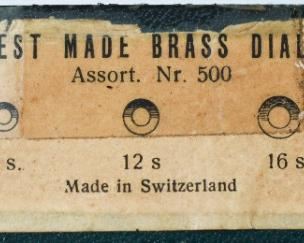 EST MADE BRASS DIAL
Assort. Nr. 500
s. 12 s 16 s
Made in Switzerland